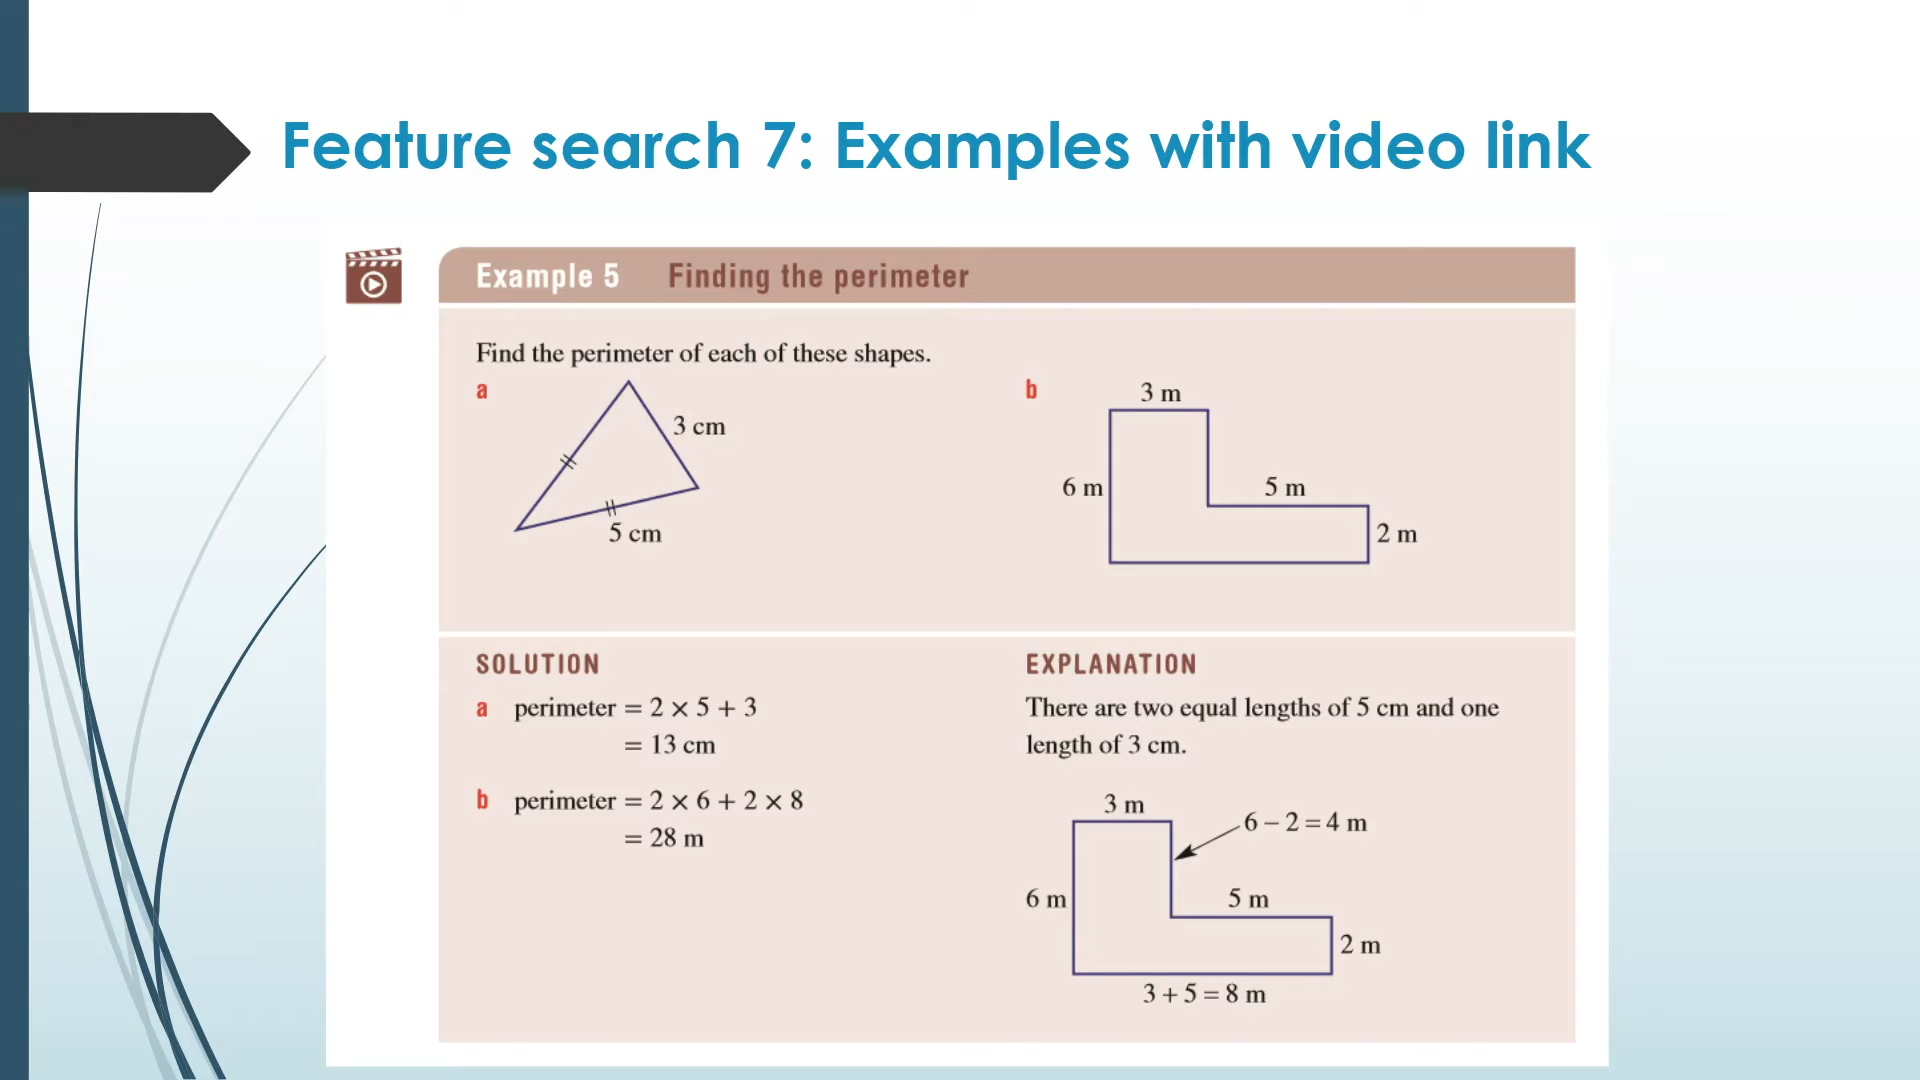 Feature search 7: Examples with video link
Example 5 Finding the perimeter
Find the perimeter of each of these shapes.
a
3 cm
5 cm
b
3 m
6 m
5 m
2 m
SOLUTION
a perimeter = 2 × 5 + 3
= 13 cm
b perimeter = 2 × 6 + 2 × 8
= 28 m
EXPLANATION
There are two equal lengths of 5 cm and one
length of 3 cm.
3 m
6 − 2 = 4 m
6 m
5 m
2 m
3 + 5 = 8 m